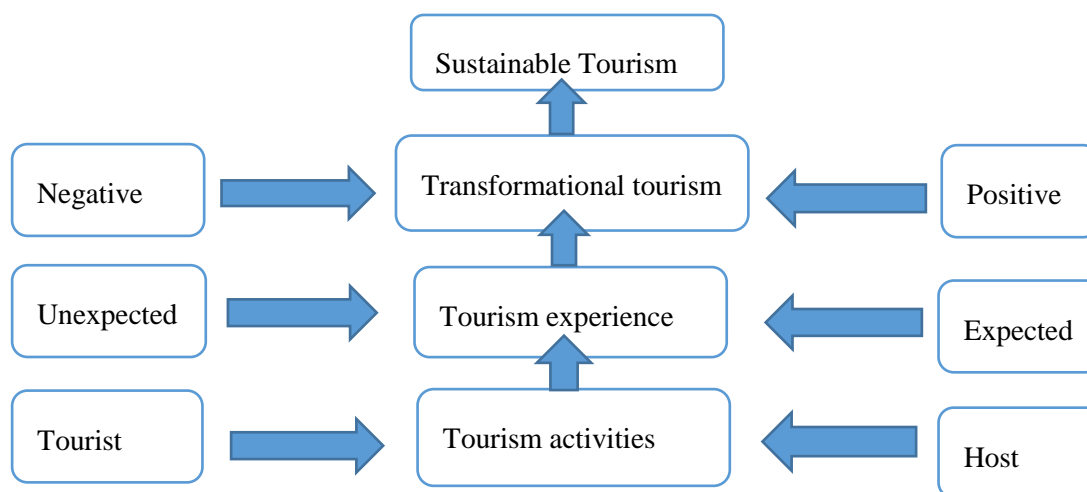 Sustainable Tourism
Negative
Transformational tourism
Positive
Unexpected
Tourism experience
Expected
Tourist
Tourism activities
Host